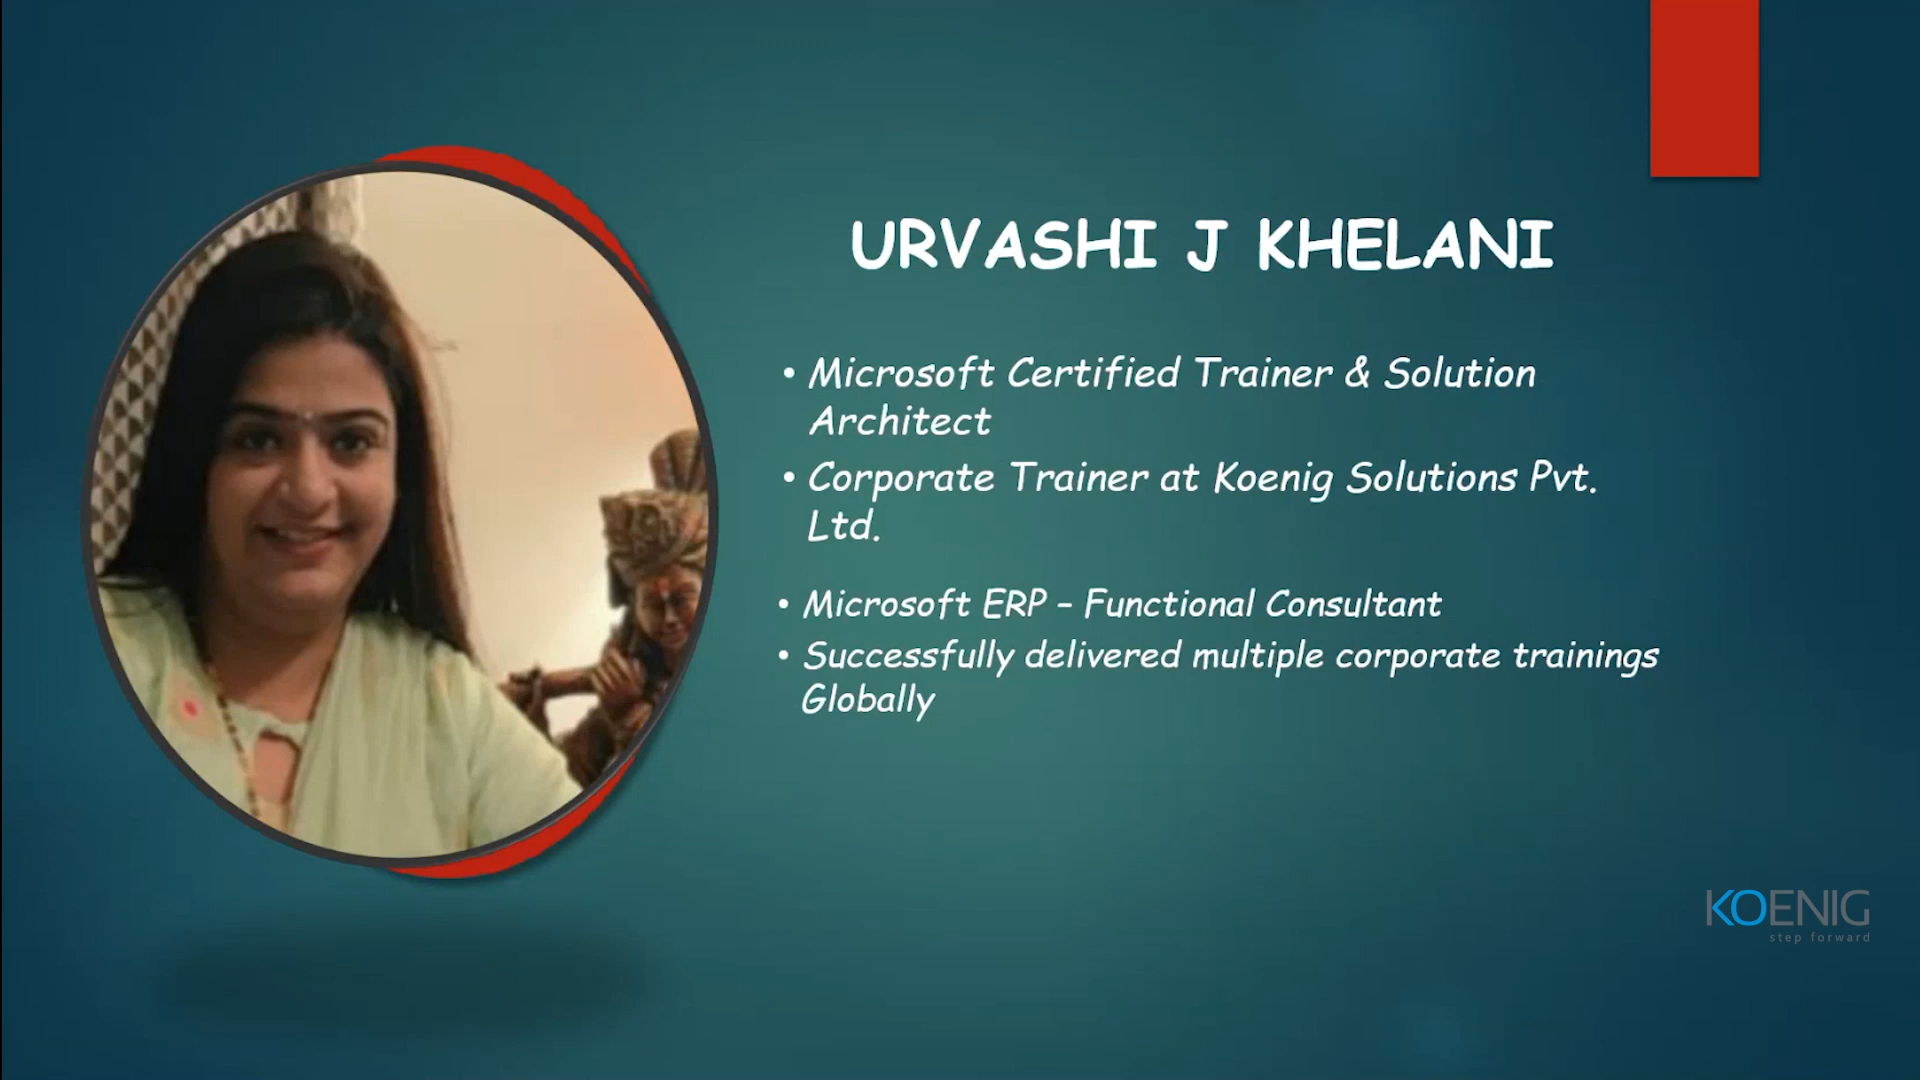 URVASHI J KHELANI
• Microsoft Certified Trainer & Solution
Architect
• Corporate Trainer at Koenig Solutions Pvt.
Ltd.
• Microsoft ERP – Functional Consultant
• Successfully delivered multiple corporate trainings
Globally
KOENIG
step forward